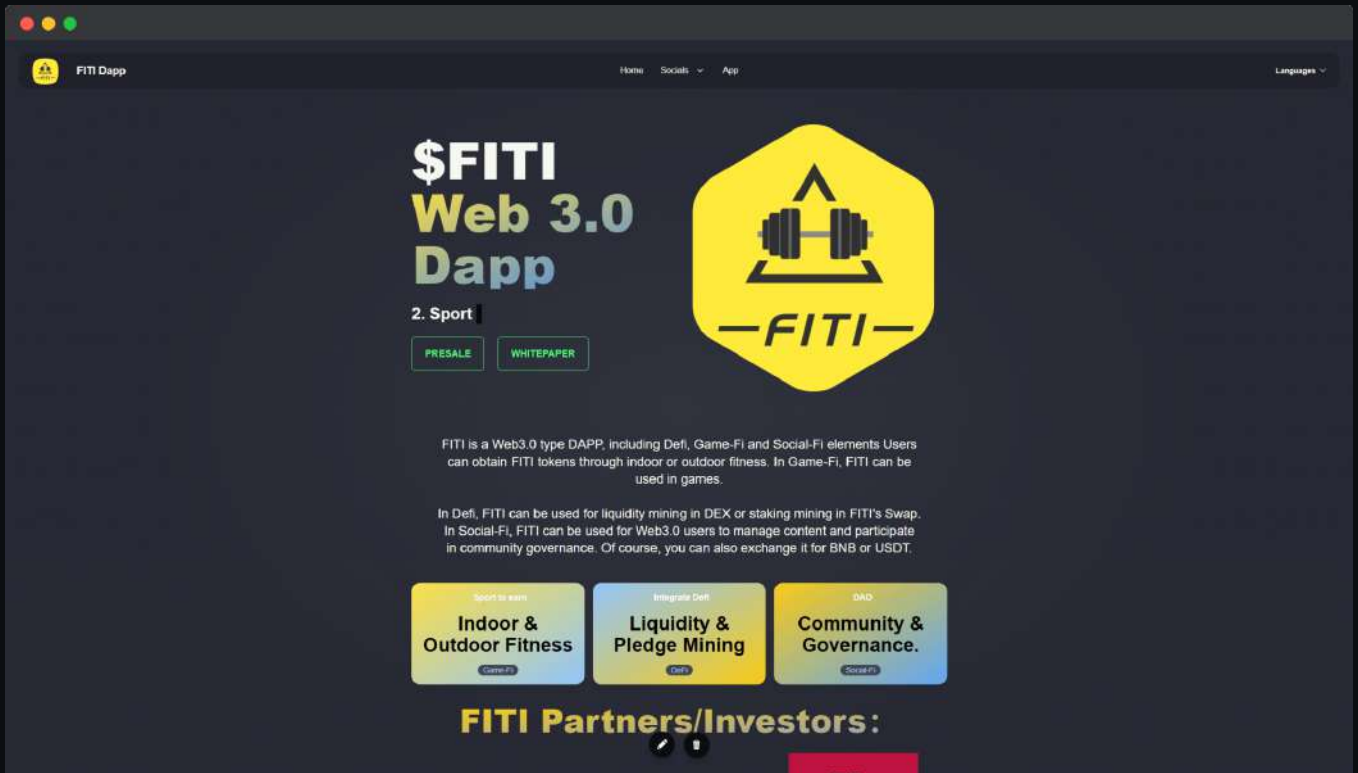 FITI Dapp
Home Socials App
Languages
$FITI
Web 3.0
Dapp
2. Sport
PRESALE WHITEPAPER
—FITI—
FITI is a Web3.0 type DAPP, including Defi, Game-Fi and Social-Fi elements Users
can obtain FITI tokens through indoor or outdoor fitness. In Game-Fi, FITI can be
used in games.
In Defi, FITI can be used for liquidity mining in DEX or staking mining in FITI's Swap.
In Social-Fi, FITI can be used for Web3.0 users to manage content and participate
in community governance. Of course, you can also exchange it for BNB or USDT.
Sport to earn
Indoor &
Outdoor Fitness
Game-Fi
Integrate Defi
Liquidity &
Pledge Mining
DeFi
DAO
Community &
Governance.
Social-Fi
FITI Partners/Investors：